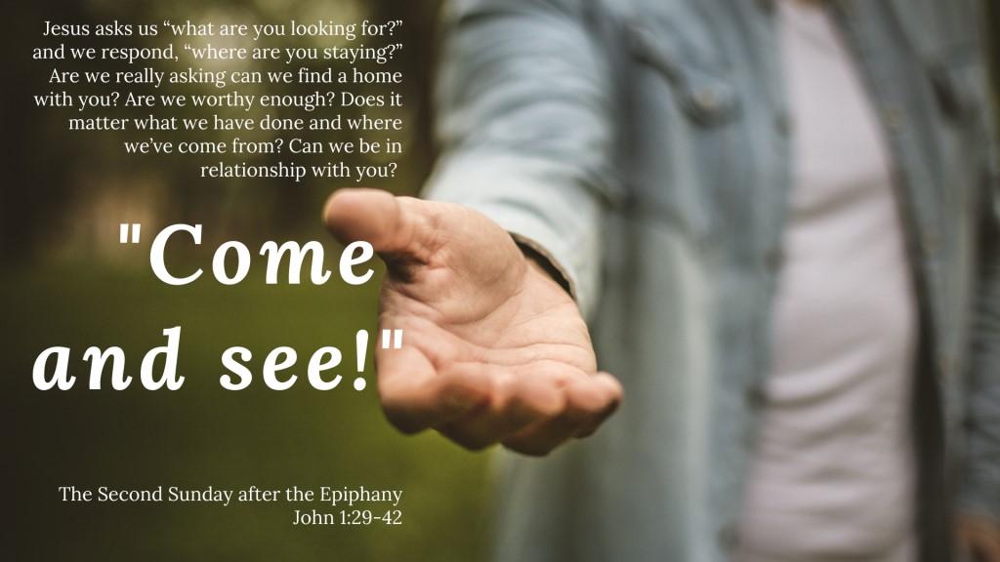 Jesus asks us “what are you looking for?”
and we respond, “where are you staying?”
Are we really asking can we find a home
with you? Are we worthy enough? Does it
matter what we have done and where
we’ve come from? Can we be in
relationship with you?
"Come
and see!"
The Second Sunday after the Epiphany
John 1:29-42